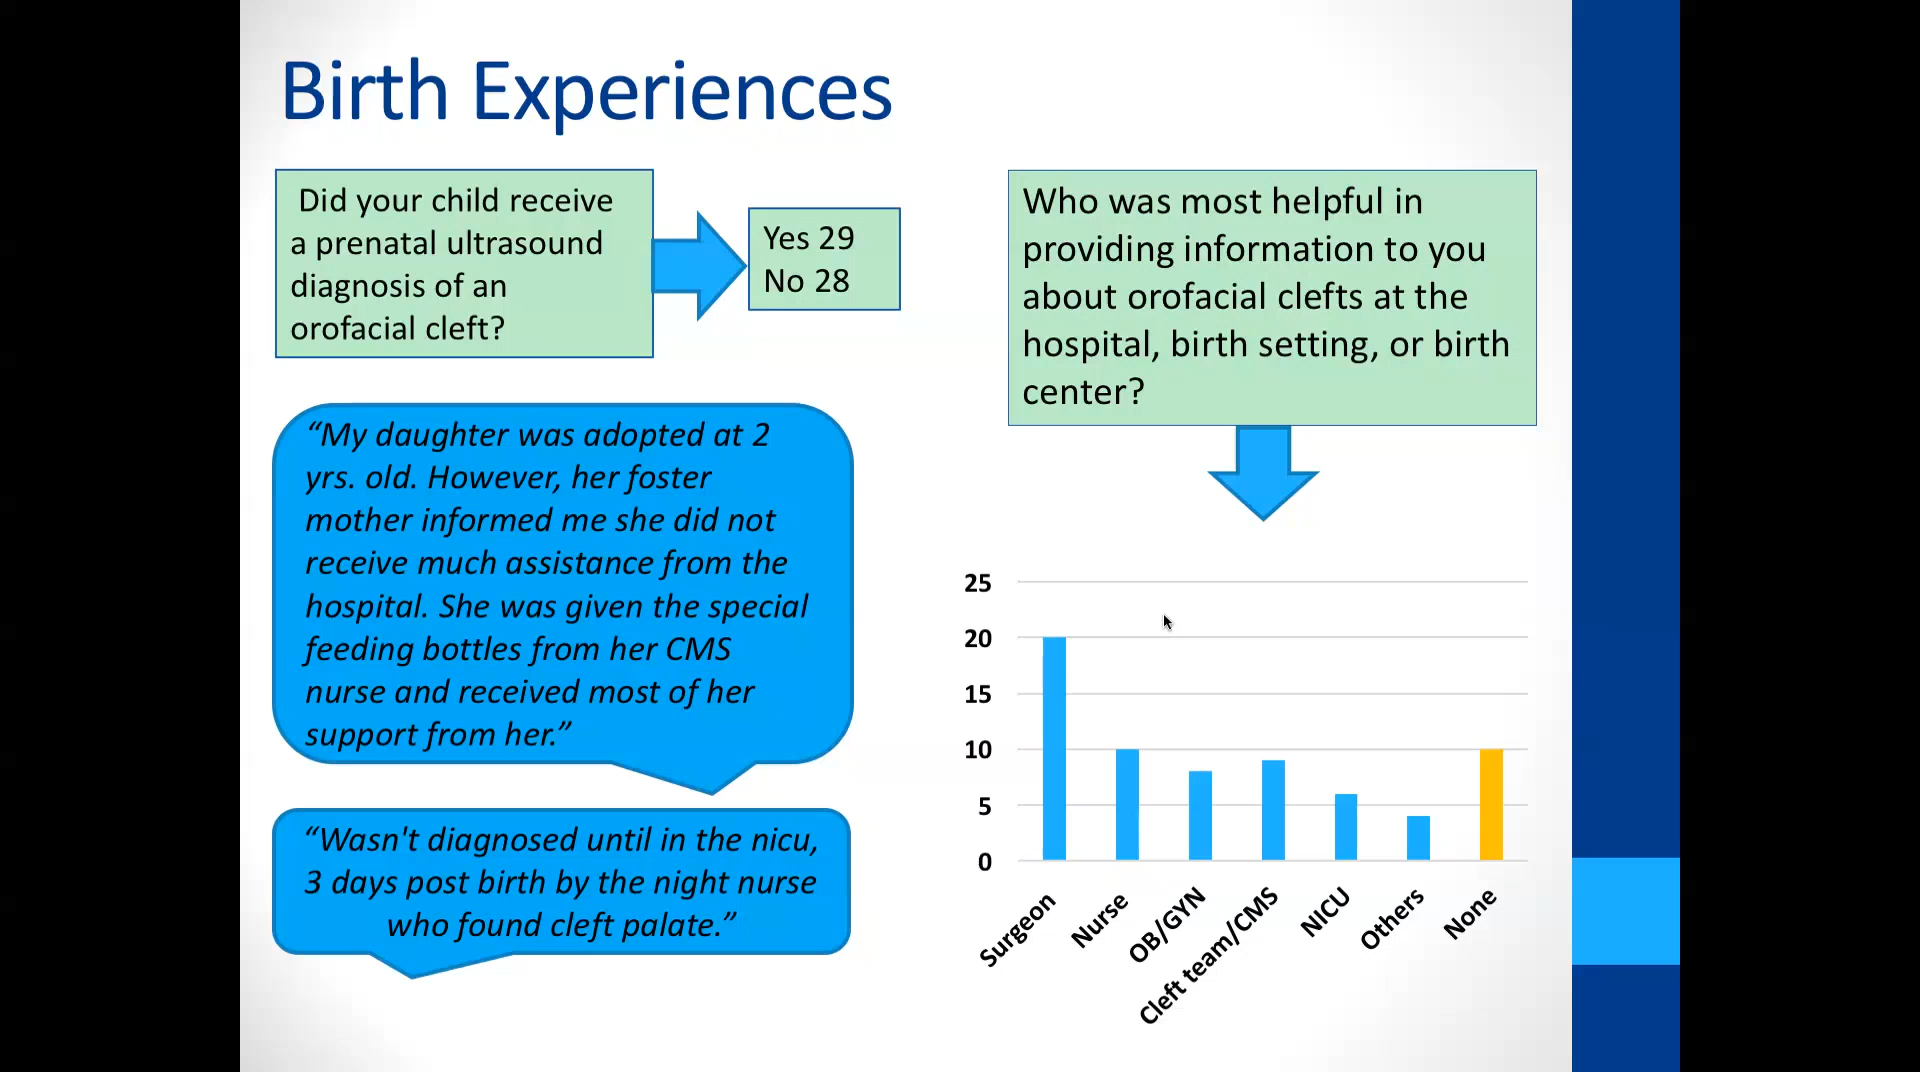 Birth Experiences
Did your child receive
a prenatal ultrasound
diagnosis of an
orofacial cleft?
Yes 29
No 28
“My daughter was adopted at 2
yrs. old. However, her foster
mother informed me she did not
receive much assistance from the
hospital. She was given the special
feeding bottles from her CMS
nurse and received most of her
support from her.”
“Wasn't diagnosed until in the nicu,
3 days post birth by the night nurse
who found cleft palate.”
Who was most helpful in
providing information to you
about orofacial clefts at the
hospital, birth setting, or birth
center?
25
20
15
10
5
0
Surgeon
Nurse
OB/GYN
Cleft team/CMS
NICU
Others
None